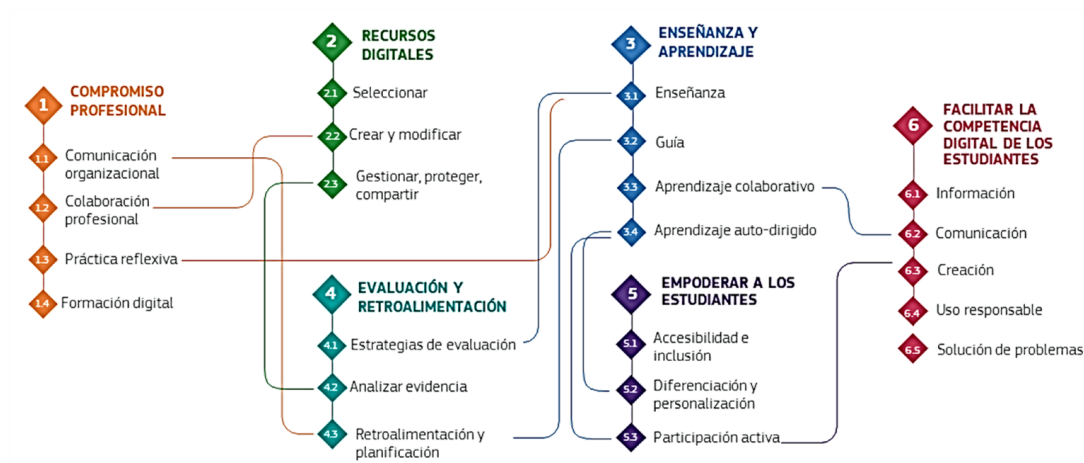 1
COMPROMISO
PROFESIONAL
1.1
Comunicación
organizacional
1.2
Colaboración
profesional
1.3
Práctica reflexiva
1.4
Formación digital
2
RECURSOS
DIGITALES
2.1
Seleccionar
2.2
Crear y modificar
2.3
Gestionar, proteger,
compartir
3
ENSEÑANZA Y
APRENDIZAJE
3.1
Enseñanza
3.2
Guía
3.3
Aprendizaje colaborativo
3.4
Aprendizaje auto-dirigido
4
EVALUACIÓN Y
RETROALIMENTACIÓN
4.1
Estrategias de evaluación
4.2
Analizar evidencia
4.3
Retroalimentación y
planificación
5
EMPODERAR A LOS
ESTUDIANTES
5.1
Accesibilidad e
inclusión
5.2
Diferenciación y
personalización
5.3
Participación activa
6
FACILITAR LA
COMPETENCIA
DIGITAL DE LOS
ESTUDIANTES
6.1
Información
6.2
Comunicación
6.3
Creación
6.4
Uso responsable
6.5
Solución de problemas